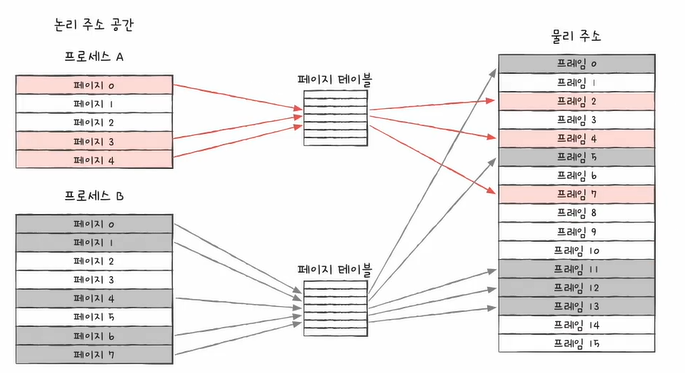 논리 주소 공간
프로세스 A
페이지 0
페이지 1
페이지 2
페이지 3
페이지 4
프로세스 B
페이지 0
페이지 1
페이지 2
페이지 3
페이지 4
페이지 5
페이지 6
페이지 7
페이지 테이블
페이지 테이블
물리 주소
프레임 0
프레임 1
프레임 2
프레임 3
프레임 4
프레임 5
프레임 6
프레임 7
프레임 8
프레임 9
프레임 10
프레임 11
프레임 12
프레임 13
프레임 14
프레임 15